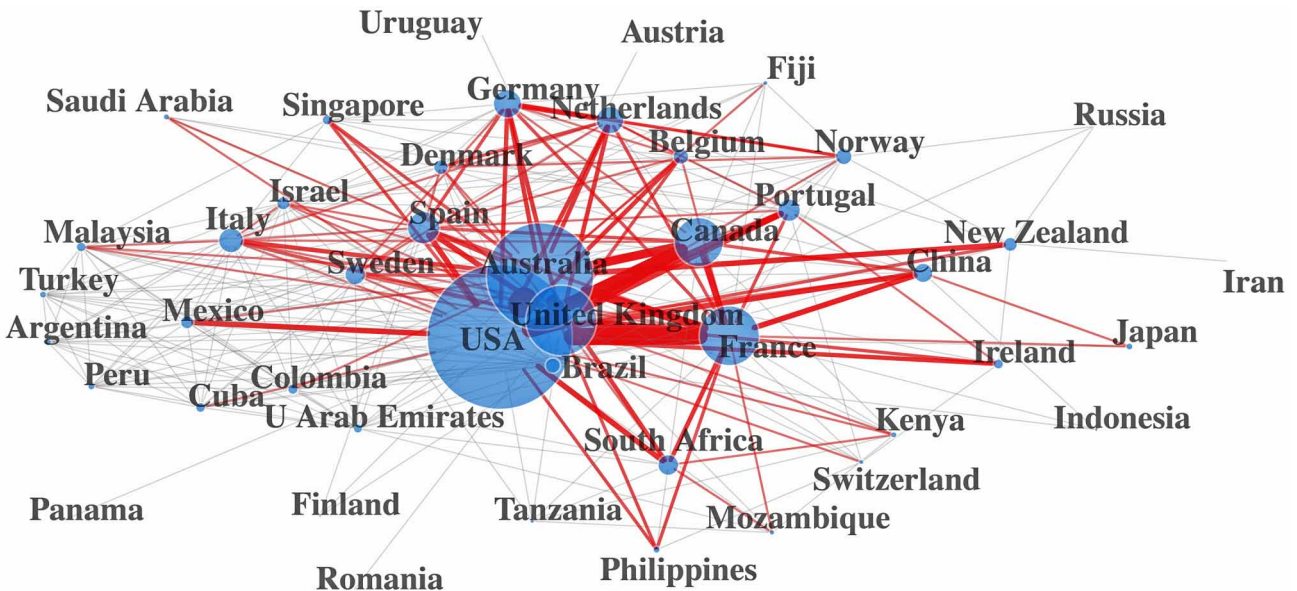 Uruguay
Austria
Fiji
Germany
Saudi Arabia
Singapore
Netherlands
Russia
Belgium
Norway
Denmark
Israel
Portugal
Italy
Spain
Canada
Malaysia
New Zealand
Sweden
Australia
China
Turkey
Iran
Mexico
United Kingdom
Argentina
USA
France
Ireland
Japan
Peru
Colombia
Brazil
Cuba
U Arab Emirates
Kenya
Indonesia
South Africa
Switzerland
Panama
Finland
Tanzania
Mozambique
Romania
Philippines